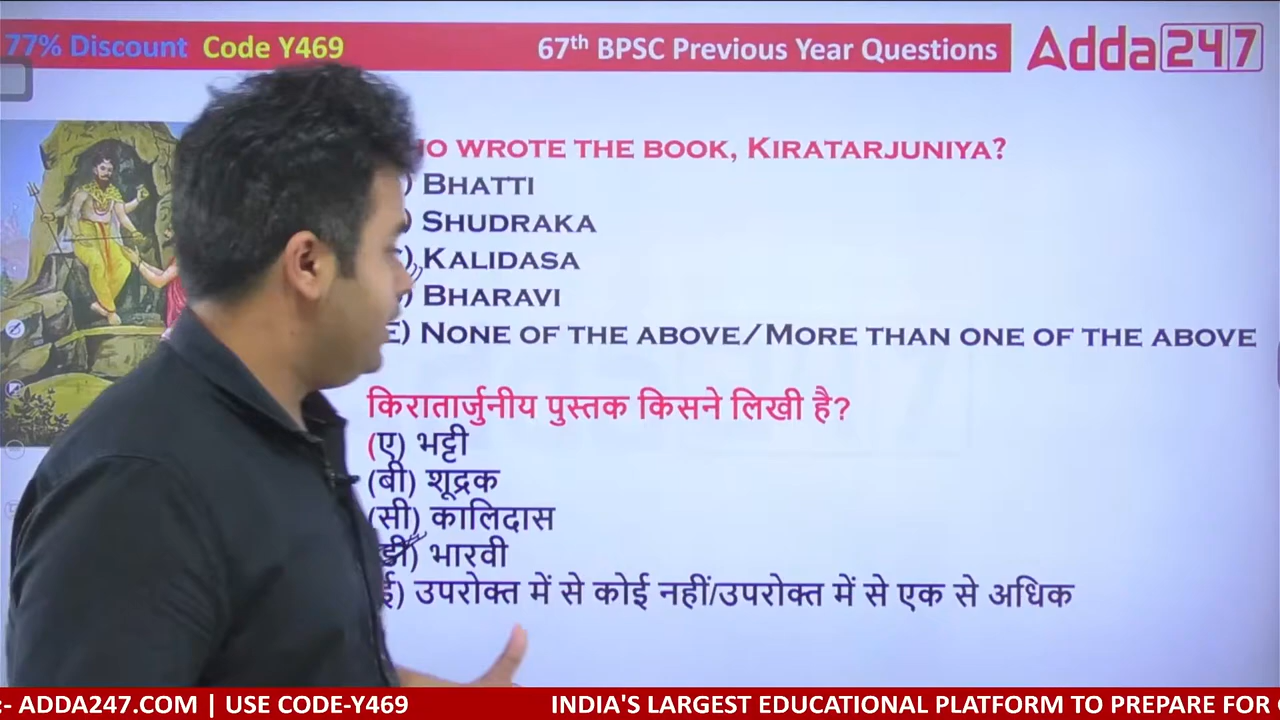 77% Discount Code Y469
67th BPSC Previous Year Questions
Adda247
HO WROTE THE BOOK, KIRATARJUNIYA?
) BHATTI
) SHUDRAKA
) KALIDASA
) BHARAVI
E) NONE OF THE ABOVE/MORE THAN ONE OF THE ABOVE
किरातार्जुनीय पुस्तक किसने लिखी है?
(ए) भट्टी
(बी) शूद्रक
(सी) कालिदास
डी) भारवी
ई) उपरोक्त में से कोई नहीं/उपरोक्त में से एक से अधिक
:- ADDA247.COM | USE CODE-Y469
INDIA'S LARGEST EDUCATIONAL PLATFORM TO PREPARE FOR